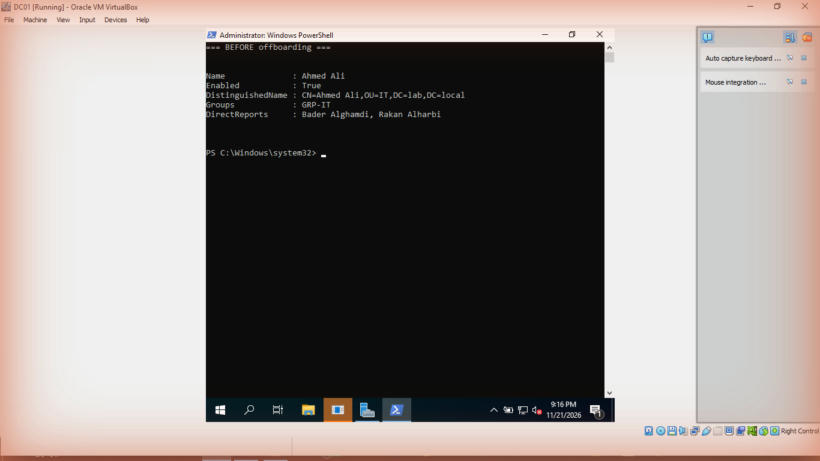 DC01 [Running] - Oracle VM VirtualBox
File Machine View Input Devices Help
Administrator: Windows PowerShell
=== BEFORE offboarding ===
Name : Ahmed Ali
Enabled : True
DistinguishedName : CN=Ahmed Ali,OU=IT,DC=lab,DC=local
Groups : GRP-IT
DirectReports : Bader Alghamdi, Rakan Alharbi
PS C:\Windows\system32>
Auto capture keyboard ...
Mouse integration ...
9:16 PM
11/21/2026
1
Right Control